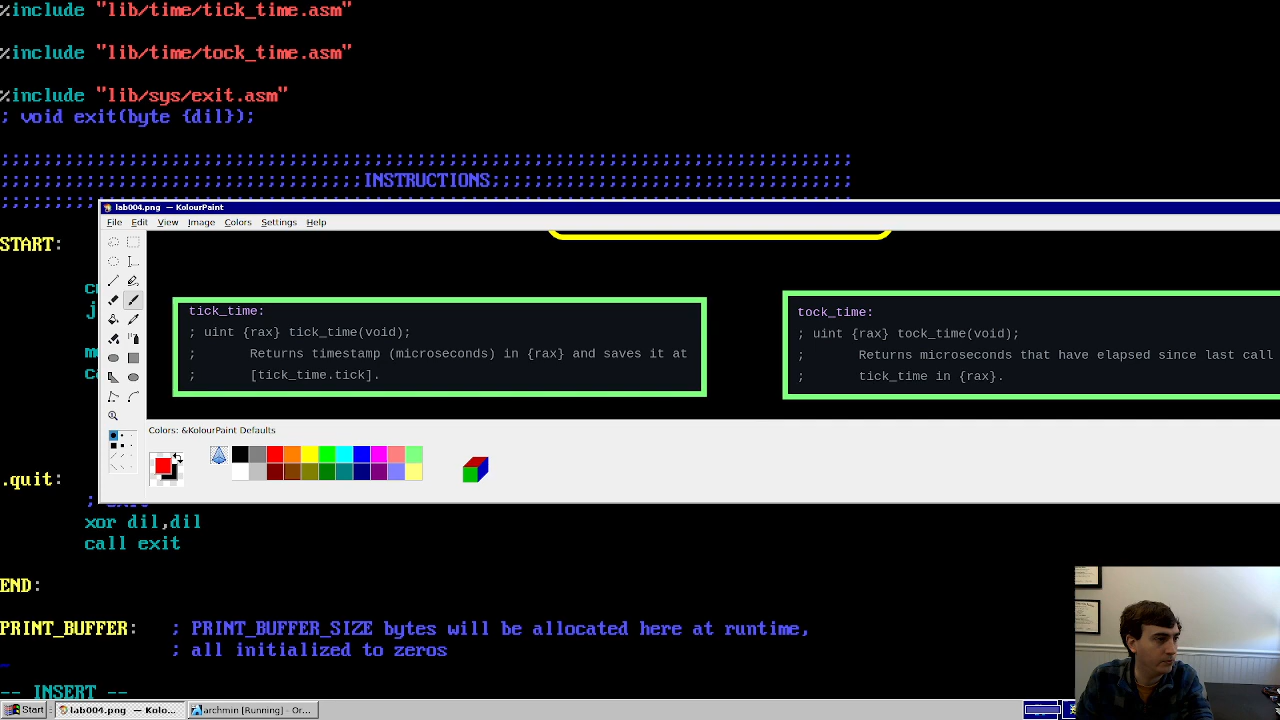 %include "lib/time/tick_time.asm"
%include "lib/time/tock_time.asm"
%include "lib/sys/exit.asm"
; void exit(byte {dil});
;;;;;;;;;;;;;;;;;;;;;;;;;;;;;;;;;;;;;;;;;;;;;;;;;;;;;;;;;;;;;;;;;;;;;;;;;;;;;;;;
;;;;;;;;;;;;;;;;;;;;;;;;;;;;;;;;;;INSTRUCTIONS;;;;;;;;;;;;;;;;;;;;;;;;;;;;;;;;;;
lab004.png — KolourPaint
File Edit View Image Colors Settings Help
START:
tick_time:
; uint {rax} tick_time(void);
; Returns timestamp (microseconds) in {rax} and saves it at
; [tick_time.tick].
tock_time:
; uint {rax} tock_time(void);
; Returns microseconds that have elapsed since last call
; tick_time in {rax}.
Colors: &KolourPaint Defaults
.quit:
xor dil,dil
call exit
END:
PRINT_BUFFER: ; PRINT_BUFFER_SIZE bytes will be allocated here at runtime,
; all initialized to zeros
-- INSERT --
Start lab004.png — Kolo... archmin [Running] - Or...